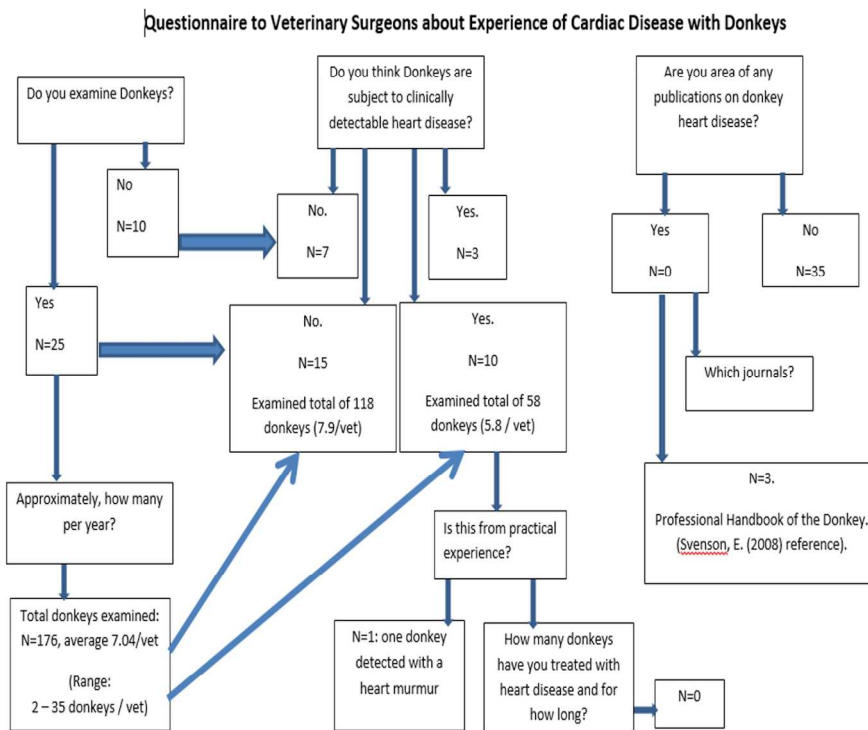 Questionnaire to Veterinary Surgeons about Experience of Cardiac Disease with Donkeys
Do you examine Donkeys?
No
N=10
Yes
N=25
Approximately, how many
per year?
Total donkeys examined:
N=176, average 7.04/vet
(Range:
2 – 35 donkeys / vet)
Do you think Donkeys are
subject to clinically
detectable heart disease?
No.
N=7
Yes.
N=3
No.
N=15
Examined total of 118
donkeys (7.9/vet)
Yes.
N=10
Examined total of 58
donkeys (5.8 / vet)
Is this from practical
experience?
N=1: one donkey
detected with a
heart murmur
How many donkeys
have you treated with
heart disease and for
how long?
N=0
Are you area of any
publications on donkey
heart disease?
Yes
N=0
No
N=35
Which journals?
N=3.
Professional Handbook of the Donkey.
(Svenson, E. (2008) reference).